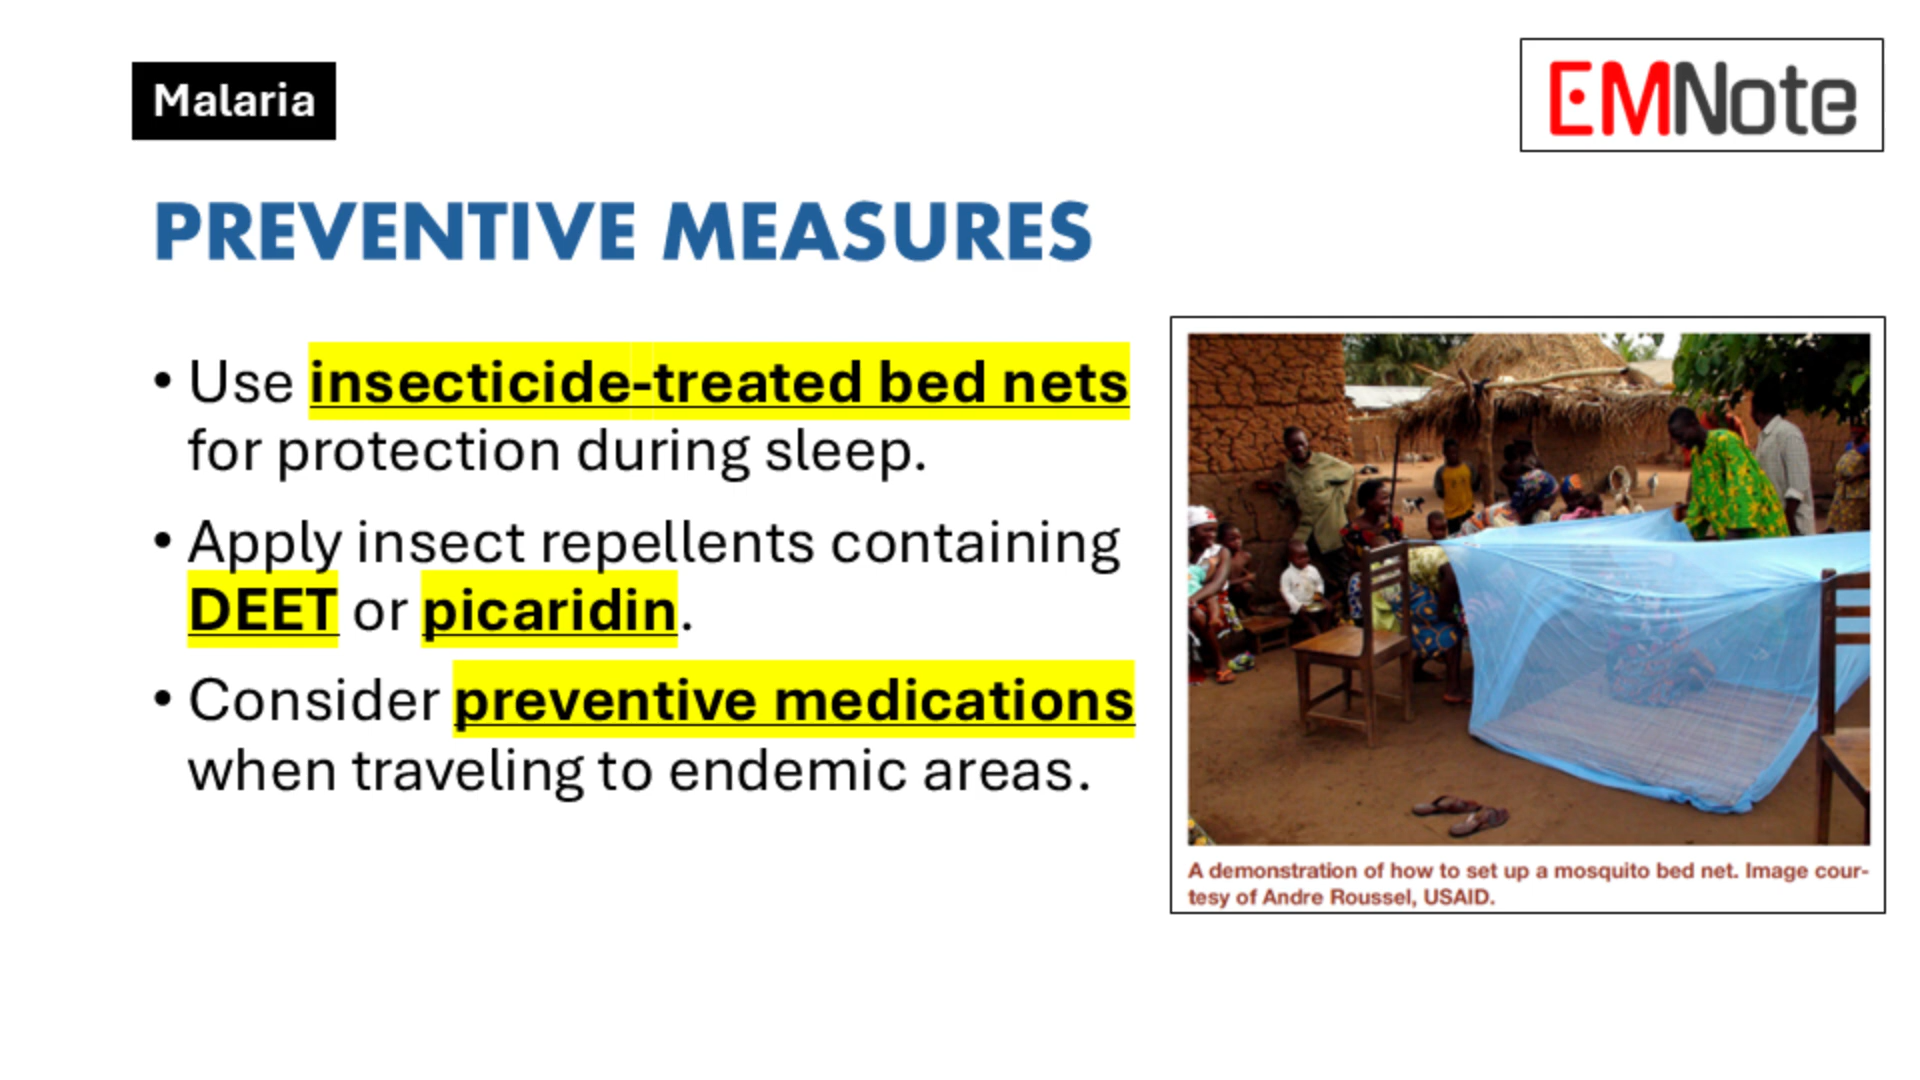 Malaria
EMNote
PREVENTIVE MEASURES
• Use insecticide-treated bed nets
for protection during sleep.
• Apply insect repellents containing
DEET or picaridin.
• Consider preventive medications
when traveling to endemic areas.
A demonstration of how to set up a mosquito bed net. Image cour-
tesy of Andre Roussel, USAID.